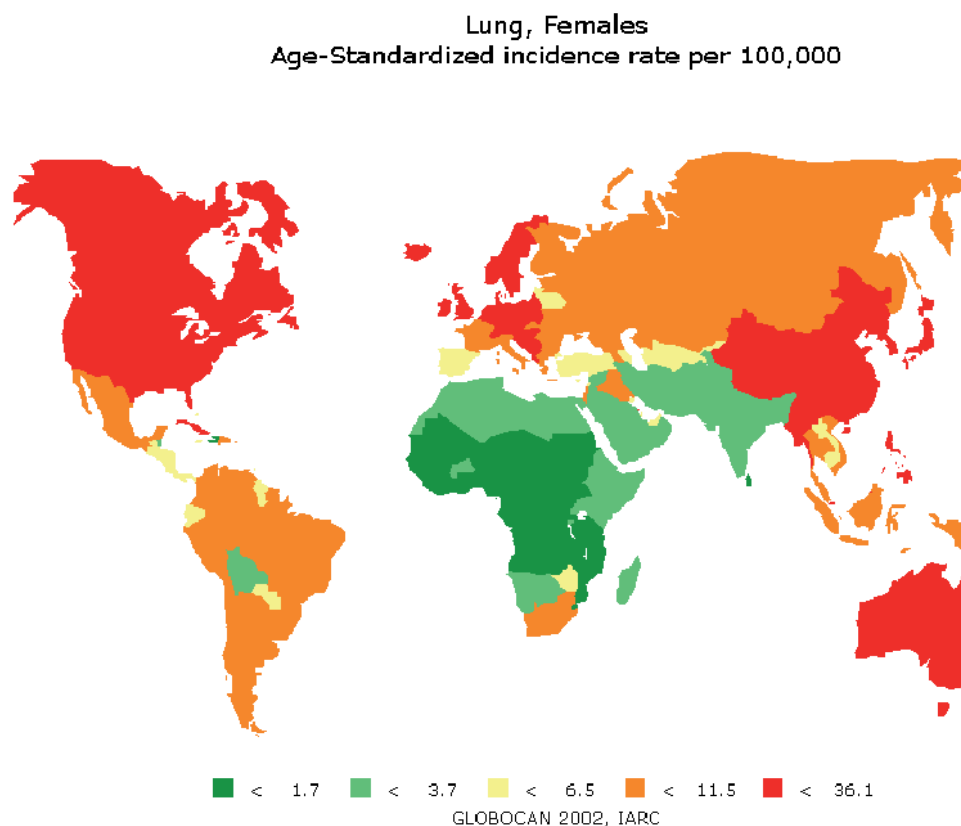 Lung, Females
Age-Standardized incidence rate per 100,000
< 1.7 < 3.7 < 6.5 < 11.5 < 36.1
GLOBOCAN 2002, IARC